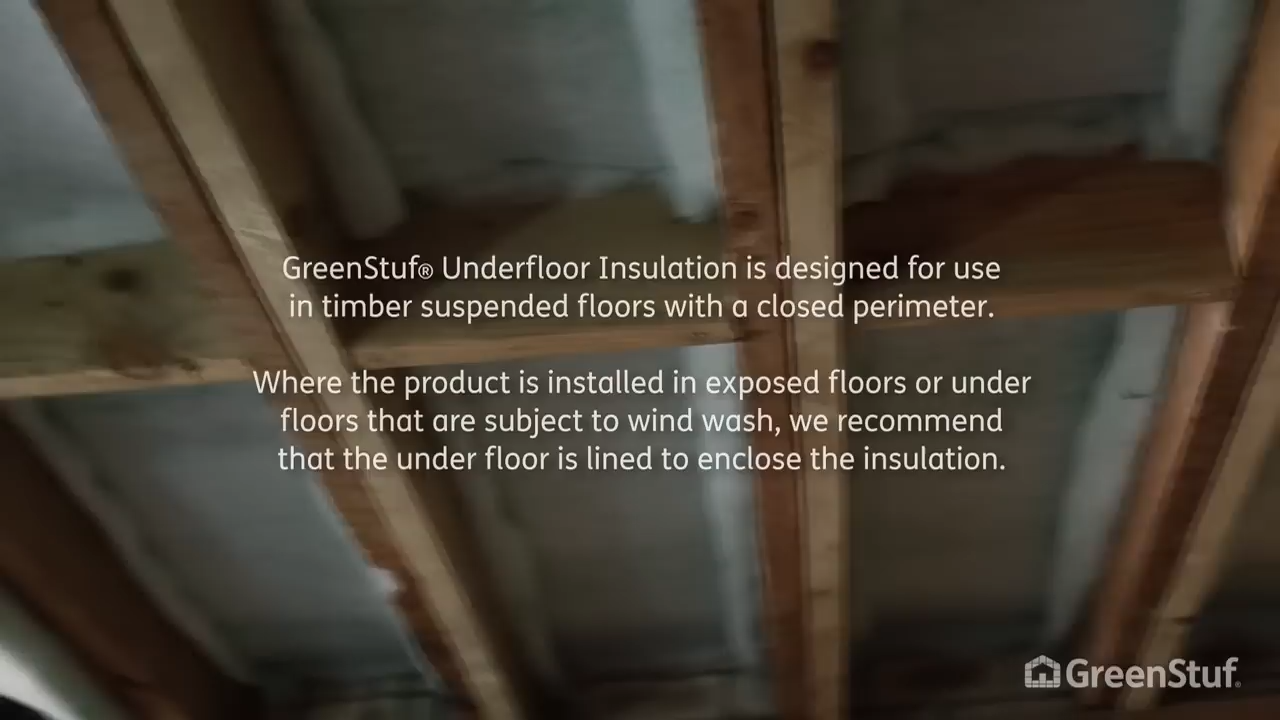 GreenStuf® Underfloor Insulation is designed for use
in timber suspended floors with a closed perimeter.
Where the product is installed in exposed floors or under
floors that are subject to wind wash, we recommend
that the under floor is lined to enclose the insulation.
GreenStuf®